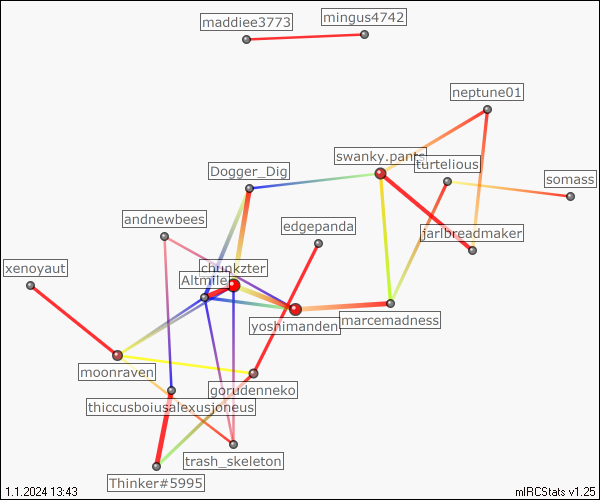 mingus4742
maddiee3773
neptune01
swanky.pants
turtelious
Dogger_Dig
somass
andnewbees
edgepanda
jarlbreadmaker
xenoyaut
chunkzter
Altmile
yoshimanden
marcemadness
moonraven
gorudenneko
thiccusboiusalexusjoneus
trash_skeleton
Thinker#5995
1.1.2024 13:43
mIRCStats v1.25